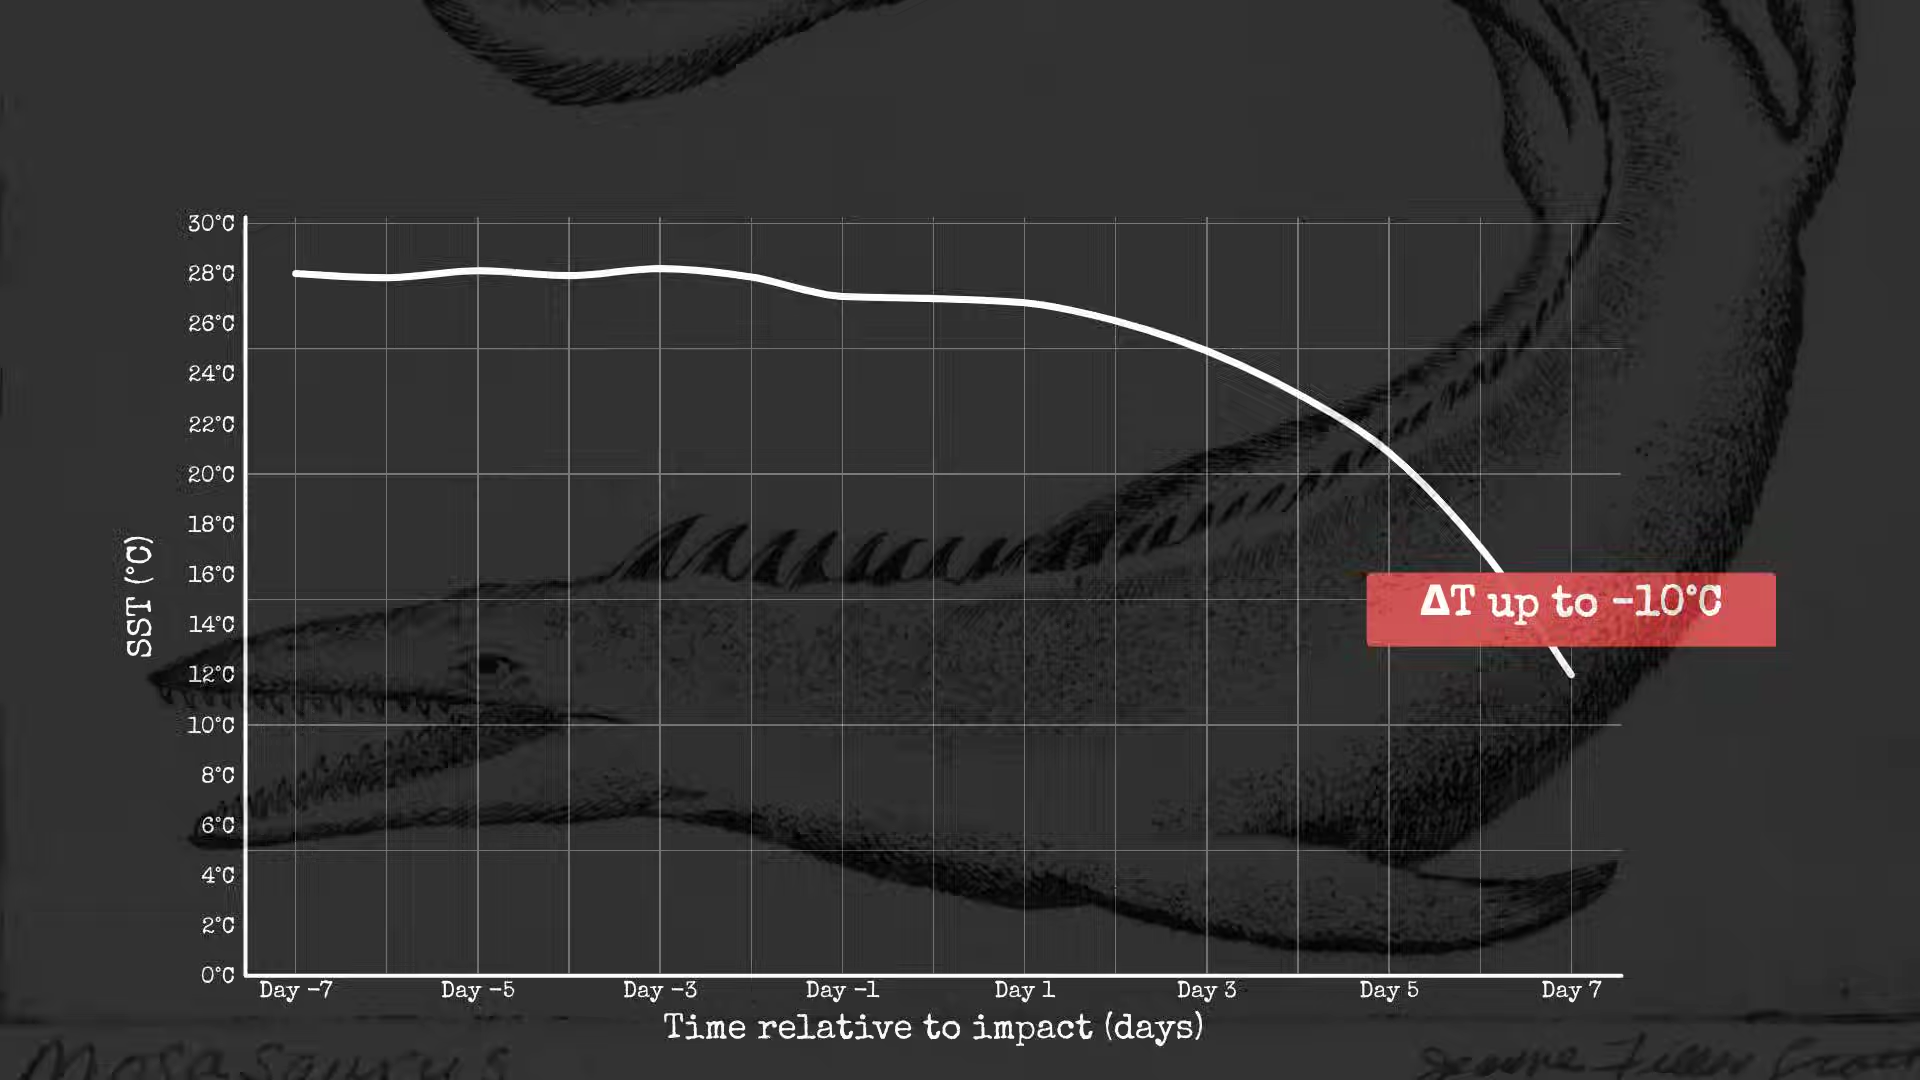 30°C
28°C
26°C
24°C
22°C
20°C
18°C
16°C
14°C
12°C
10°C
8°C
6°C
4°C
2°C
0°C
SST (°C)
ΔT up to -10°C
Day -7 Day -5 Day -3 Day -1 Day 1 Day 3 Day 5 Day 7
Time relative to impact (days)
Mosasaurus